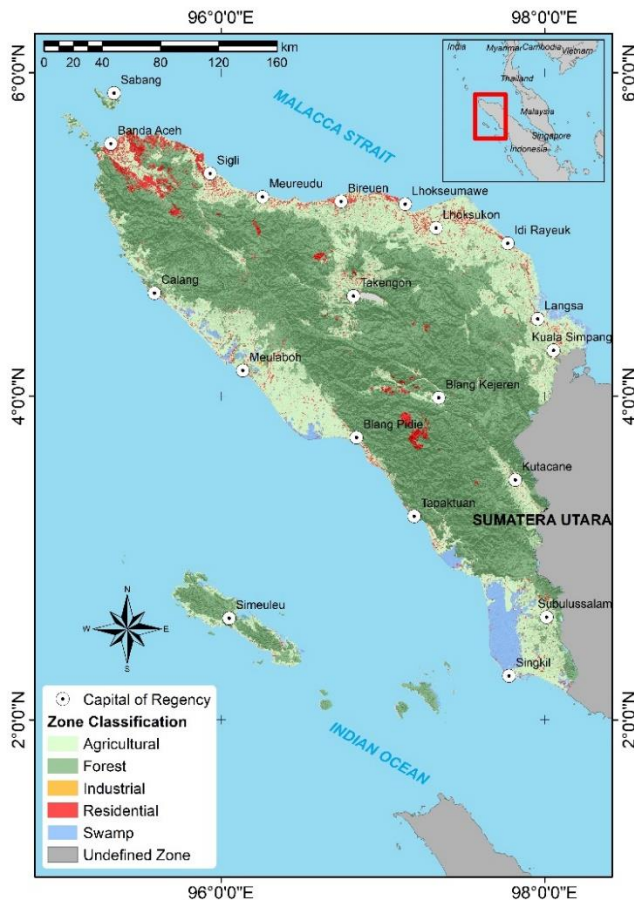 96°0'0"E
98°0'0"E
0 20 40 80 120 160
km
India
Myanmar
Cambodia
Vietnam
Thailand
Malaysia
Singapore
Indonesia
6°0'0"N
Sabang
MALACCA STRAIT
Banda Aceh
Sigli
Meureudu
Bireuen
Lhokseumawe
Lhoksukon
Idi Rayeuk
Calang
Takengon
Langsa
Kuala Simpang
Meulaboh
4°0'0"N
4°0'0"N
Blang Kejeren
Blang Pidie
Kutacane
Tapaktuan
SUMATERA UTARA
N
W
E
S
Simeuleu
Subulussalam
Singkil
2°0'0"N
2°0'0"N
INDIAN OCEAN
Capital of Regency
Zone Classification
Agricultural
Forest
Industrial
Residential
Swamp
Undefined Zone
96°0'0"E
98°0'0"E